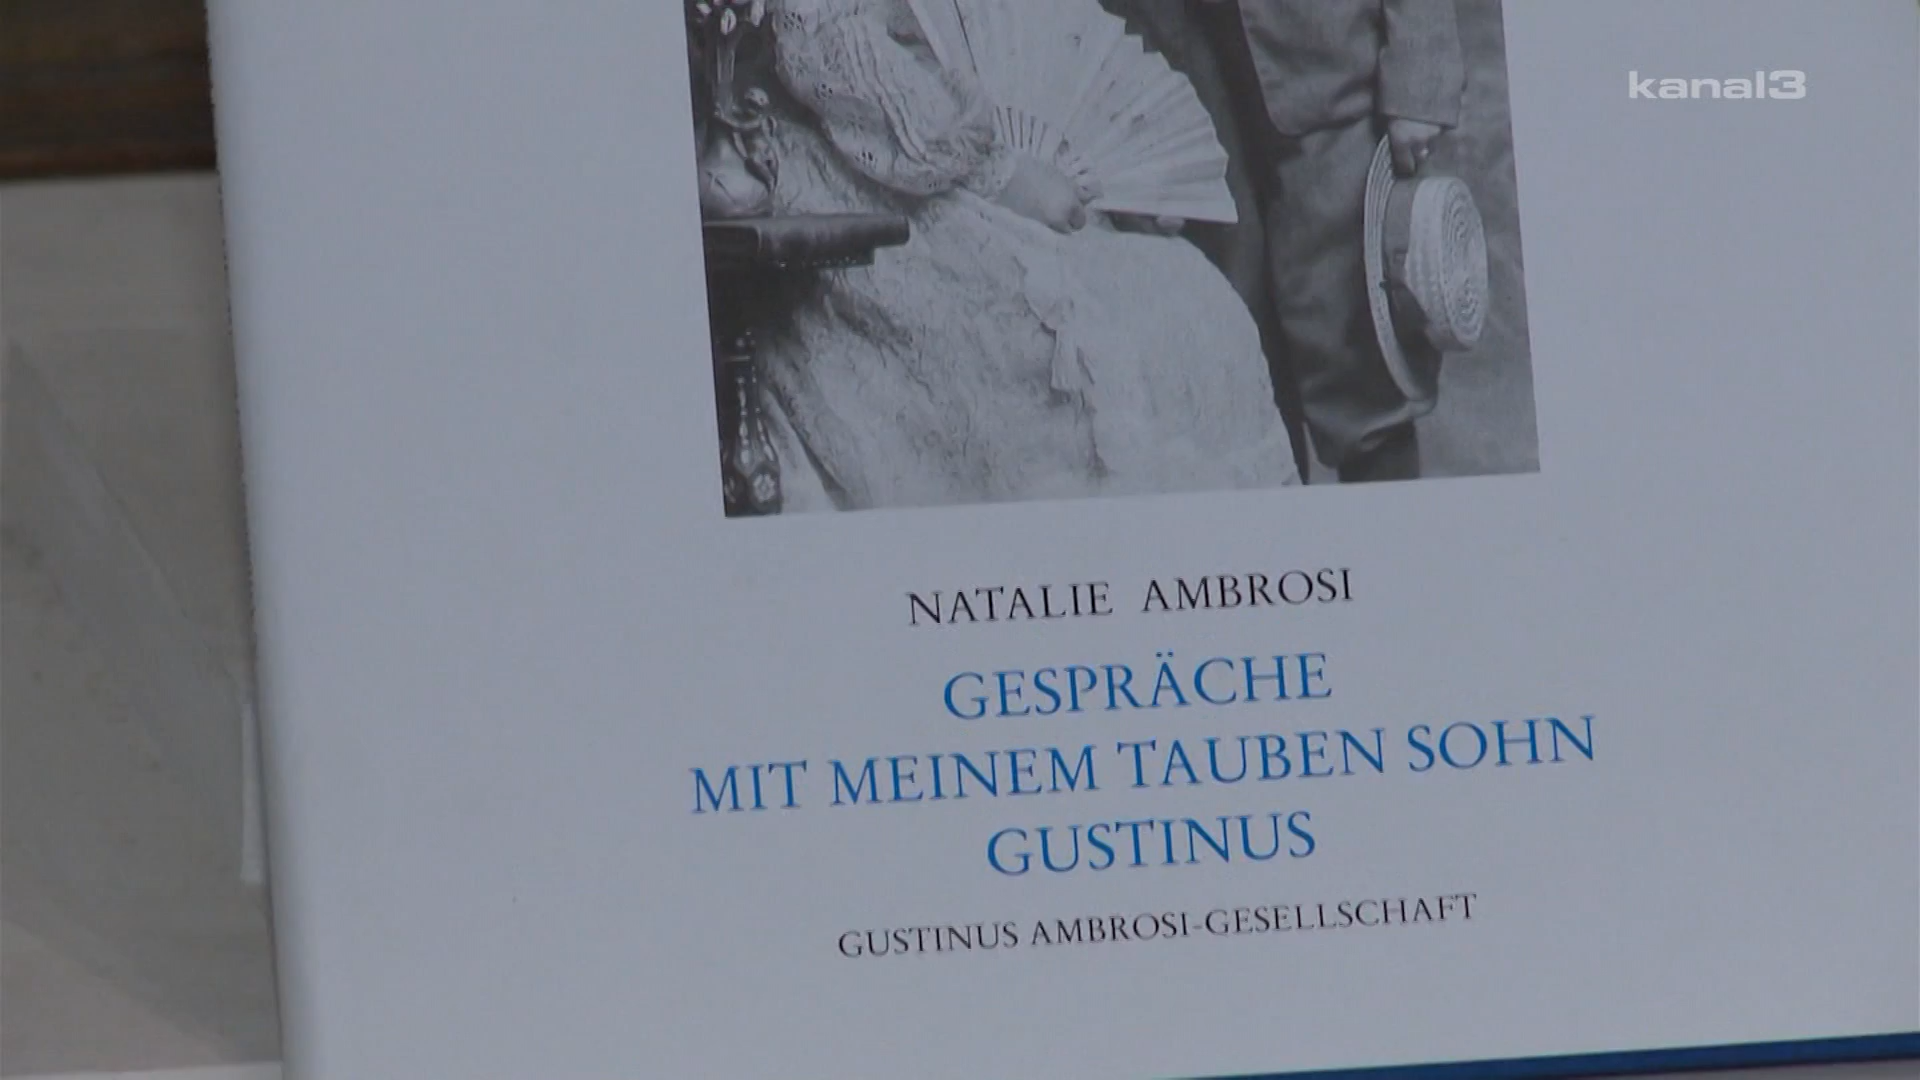 kanal3
NATALIE AMBROSI
GESPRÄCHE
MIT MEINEM TAUBEN SOHN
GUSTINUS
GUSTINUS AMBROSI-GESELLSCHAFT